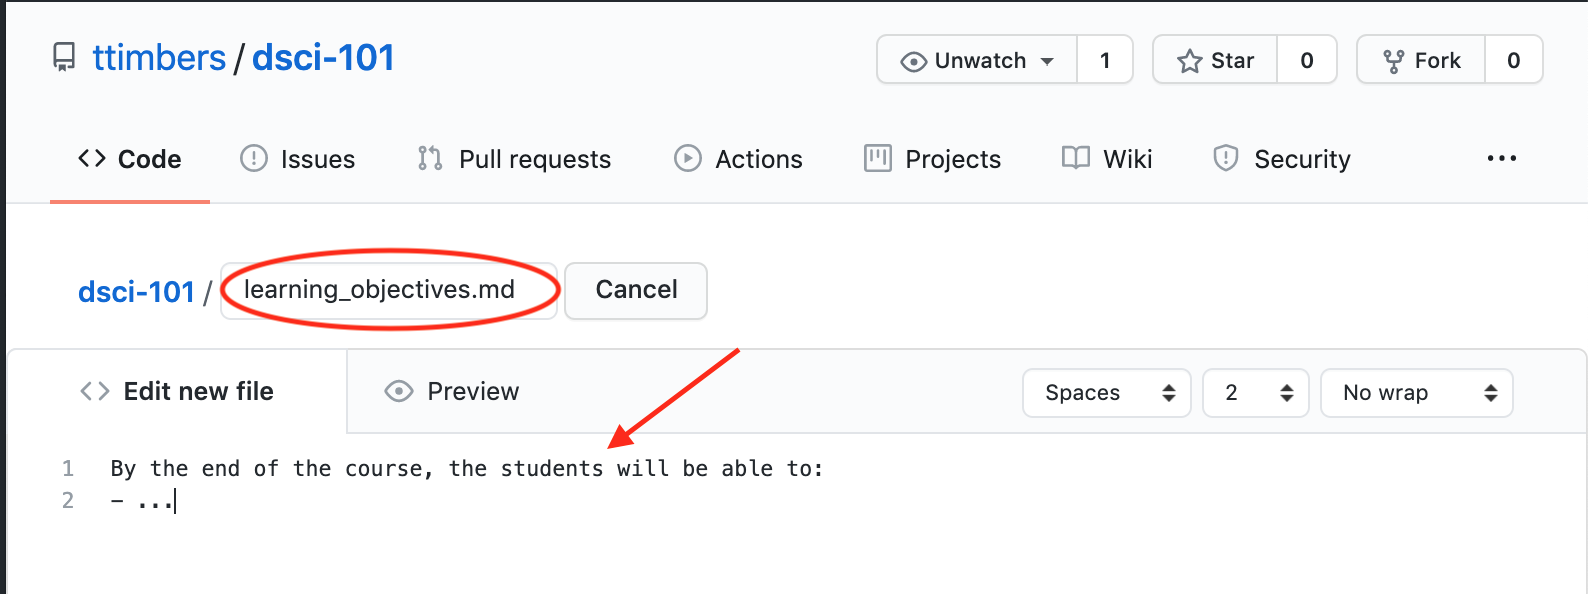 ttimbers / dsci-101
Unwatch 1 Star 0 Fork 0
Code Issues Pull requests Actions Projects Wiki Security ...
dsci-101 / learning_objectives.md Cancel
Edit new file Preview Spaces 2 No wrap
1 By the end of the course, the students will be able to:
2 - ...